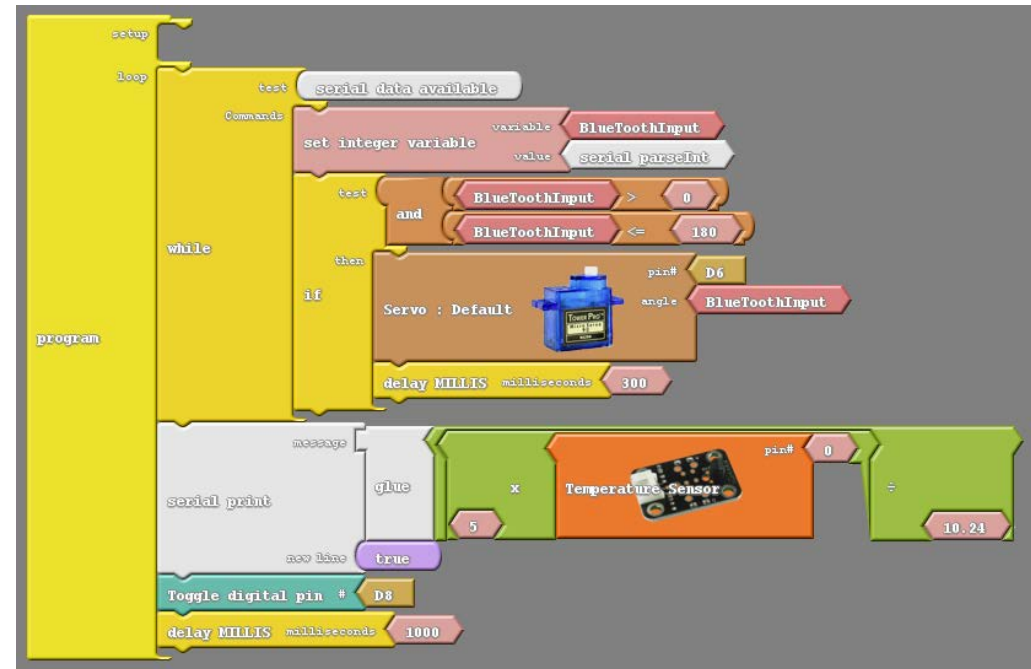 setup
loop
test serial data available
Commands
set integer variable
variable BlueToothInput
value serial parseInt
test
and
BlueToothInput > 0
BlueToothInput <= 180
while
then
if
Servo : Default
pin# D6
angle BlueToothInput
TOWER PRO
program
delay MILLIS milliseconds 300
message
glue
x
Temperature Sensor
pin# 0
÷
serial print
5
10.24
new line true
Toggle digital pin # D8
delay MILLIS milliseconds 1000